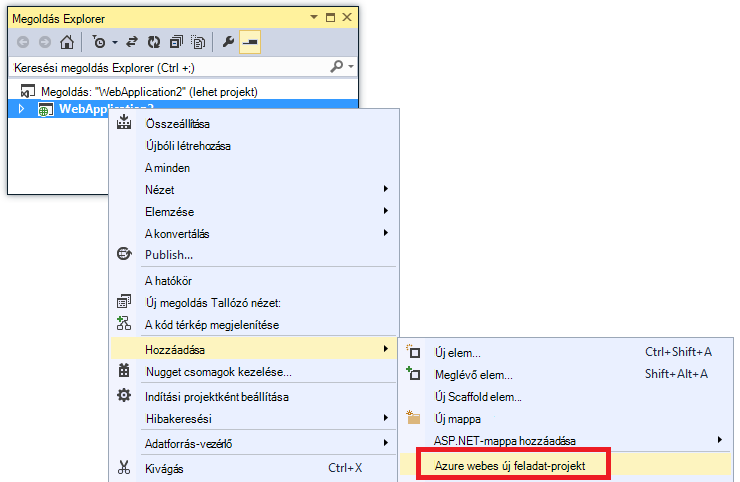 Megoldás Explorer
Keresési megoldás Explorer (Ctrl +;)
Megoldás: "WebApplication2" (lehet projekt)
WebApplication2
Összeállítása
Újbóli létrehozása
A minden
Nézet
Elemzése
A konvertálás
Publish...
A hatókör
Új megoldás Tallózó nézet:
A kód térkép megjelenítése
Hozzáadása
Nugget csomagok kezelése...
Indítási projektként beállítása
Hibakeresési
Adatforrás-vezérlő
Kivágás Ctrl+X
Új elem... Ctrl+Shift+A
Meglévő elem... Shift+Alt+A
Új Scaffold elem...
Új mappa
ASP.NET-mappa hozzáadása
Azure webes új feladat-projekt